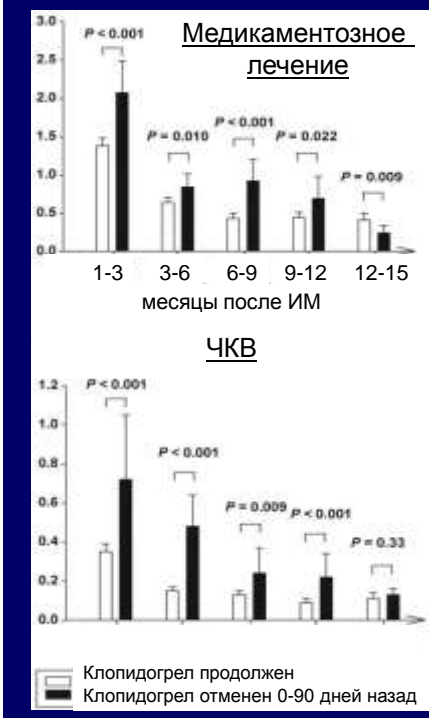 Медикаментозное
лечение
3.0
2.5
2.0
1.5
1.0
0.5
0.0
P < 0.001
P = 0.010
P < 0.001
P = 0.022
P = 0.009
1-3 3-6 6-9 9-12 12-15
месяцы после ИМ
ЧКВ
1.2
1.0
0.8
0.6
0.4
0.2
0.0
P < 0.001
P < 0.001
P = 0.009
P < 0.001
P = 0.33
Клопидогрел продолжен
Клопидогрел отменен 0-90 дней назад